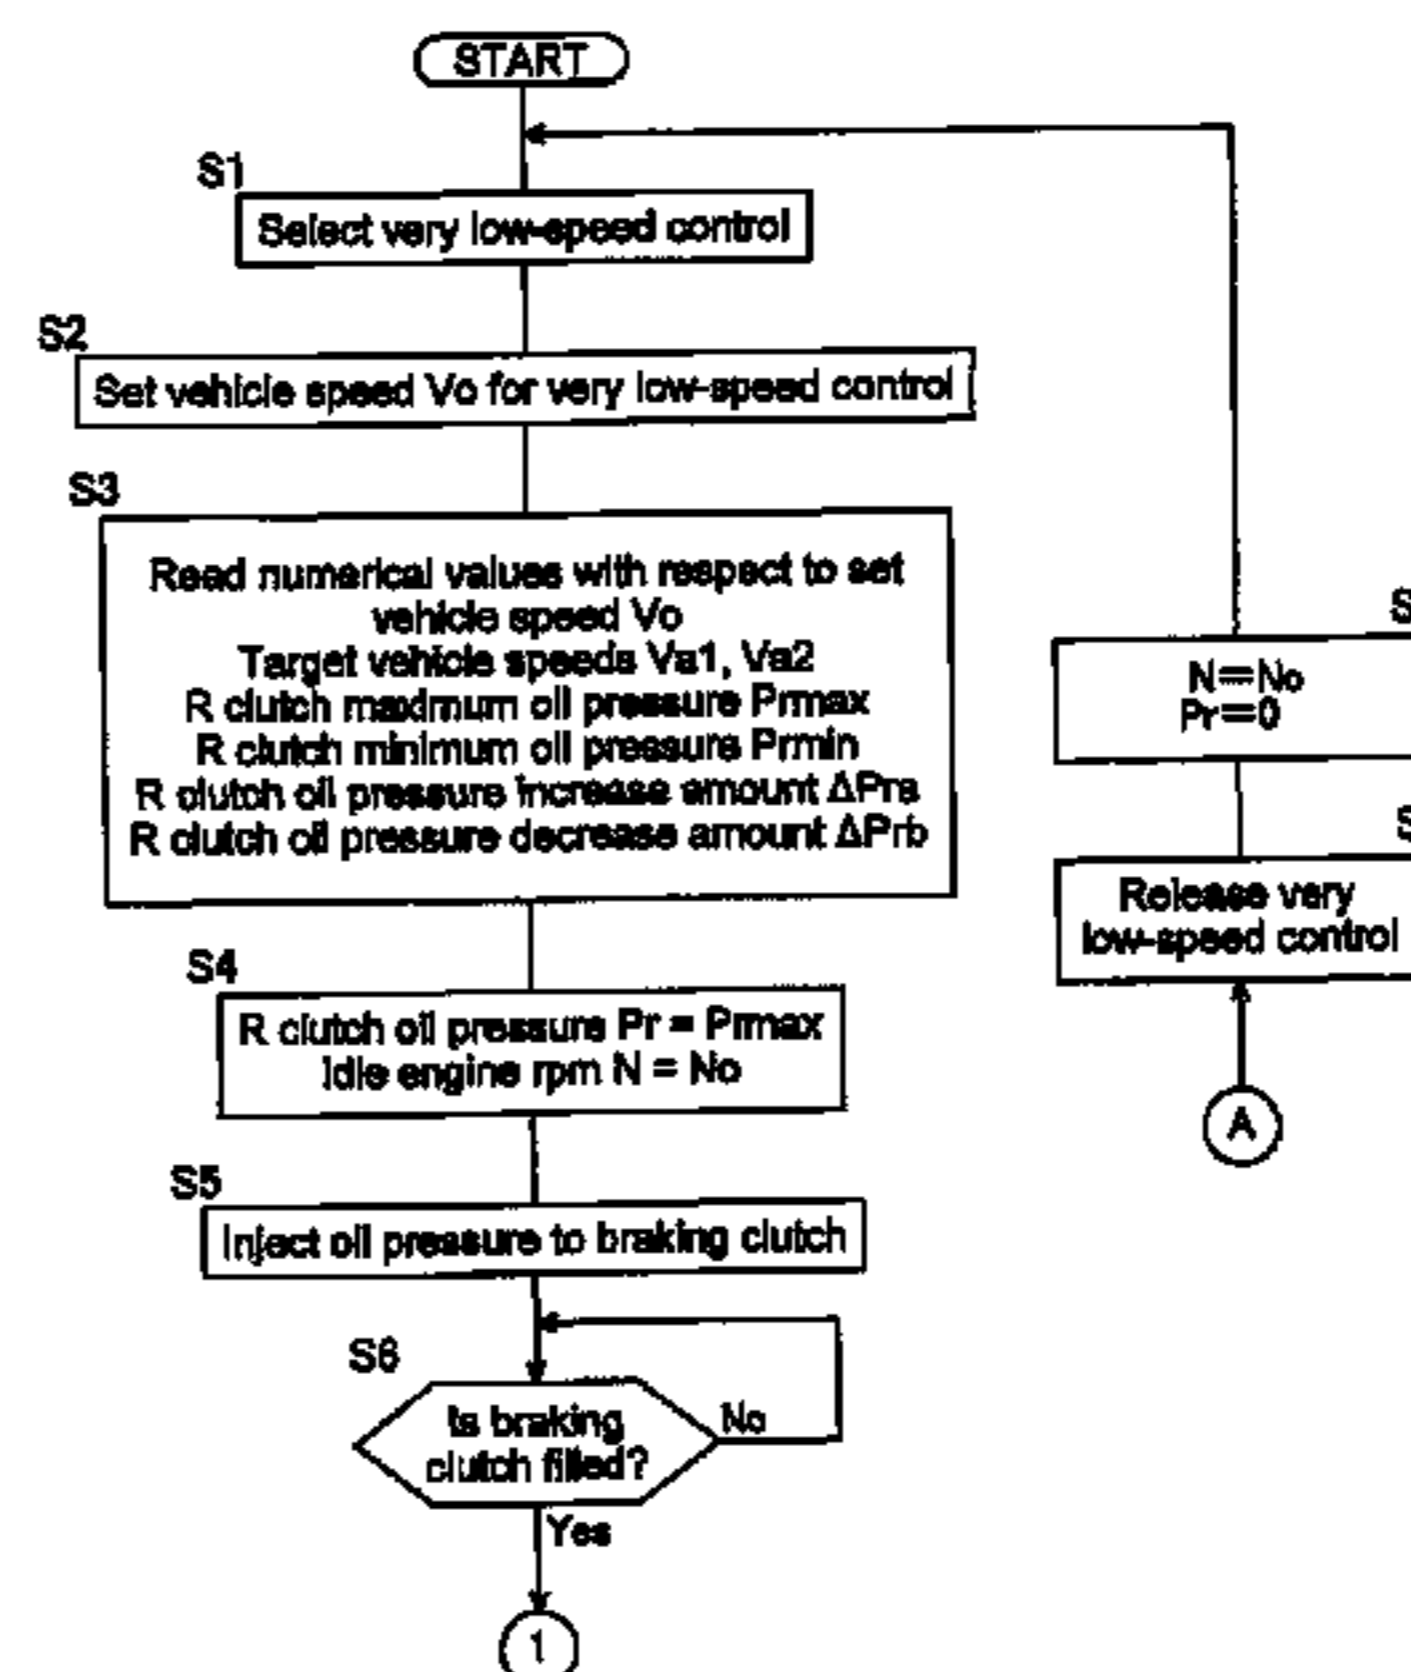 START
S1
Select very low-speed control
S2
Set vehicle speed Vo for very low-speed control
S3
Read numerical values with respect to set
vehicle speed Vo
Target vehicle speeds Va1, Va2
R clutch maximum oil pressure Prmax
R clutch minimum oil pressure Prmin
R clutch oil pressure increase amount ΔPra
R clutch oil pressure decrease amount ΔPrb
S4
R clutch oil pressure Pr = Prmax
Idle engine rpm N = No
S5
Inject oil pressure to braking clutch
S6
Is braking
clutch filled?
No
Yes
1
S
N=No
Pr=0
S
Release very
low-speed control
A